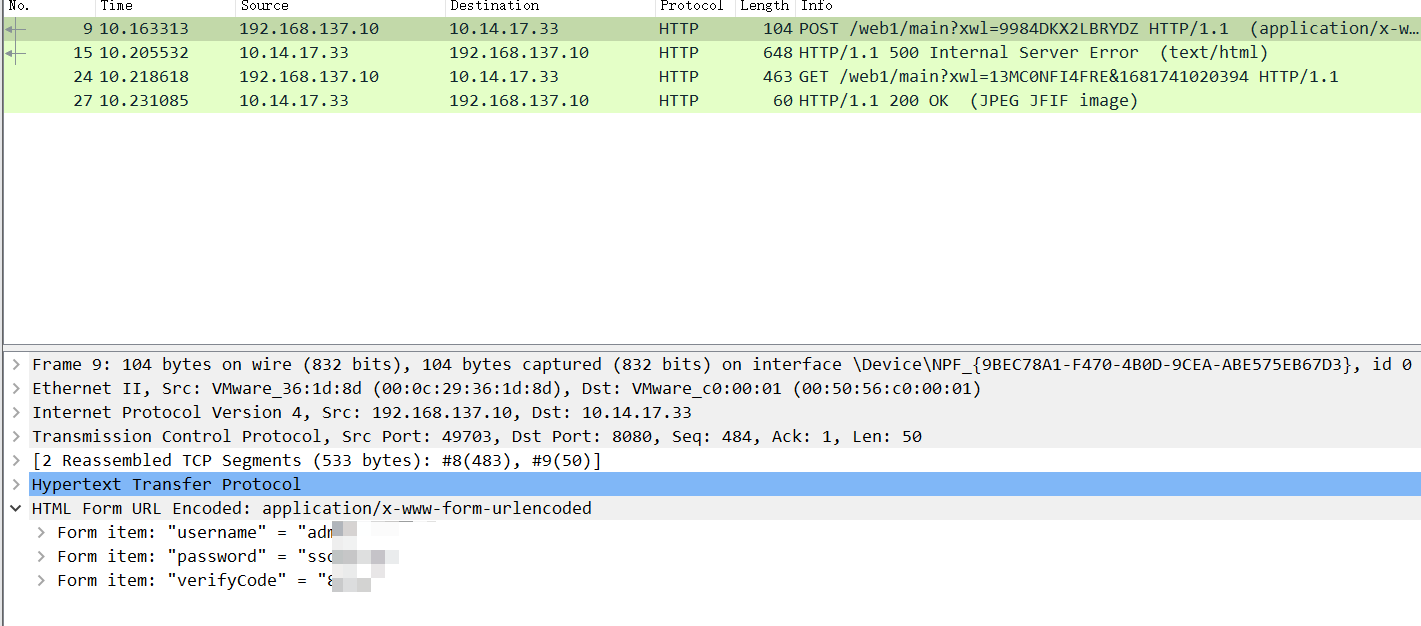 No. Time Source Destination Protocol Length Info
9 10.163313 192.168.137.10 10.14.17.33 HTTP 104 POST /web1/main?xwl=9984DKX2LBRYDZ HTTP/1.1 (application/x-w…
15 10.205532 10.14.17.33 192.168.137.10 HTTP 648 HTTP/1.1 500 Internal Server Error (text/html)
24 10.218618 192.168.137.10 10.14.17.33 HTTP 463 GET /web1/main?xwl=13MC0NFI4FRE&1681741020394 HTTP/1.1
27 10.231085 10.14.17.33 192.168.137.10 HTTP 60 HTTP/1.1 200 OK (JPEG JFIF image)
Frame 9: 104 bytes on wire (832 bits), 104 bytes captured (832 bits) on interface \Device\NPF_{9BEC78A1-F470-4B0D-9CEA-ABE575EB67D3}, id 0
Ethernet II, Src: VMware_36:1d:8d (00:0c:29:36:1d:8d), Dst: VMware_c0:00:01 (00:50:56:c0:00:01)
Internet Protocol Version 4, Src: 192.168.137.10, Dst: 10.14.17.33
Transmission Control Protocol, Src Port: 49703, Dst Port: 8080, Seq: 484, Ack: 1, Len: 50
[2 Reassembled TCP Segments (533 bytes): #8(483), #9(50)]
Hypertext Transfer Protocol
HTML Form URL Encoded: application/x-www-form-urlencoded
Form item: "username" = "
Form item: "password" = "
Form item: "verifyCode" = "